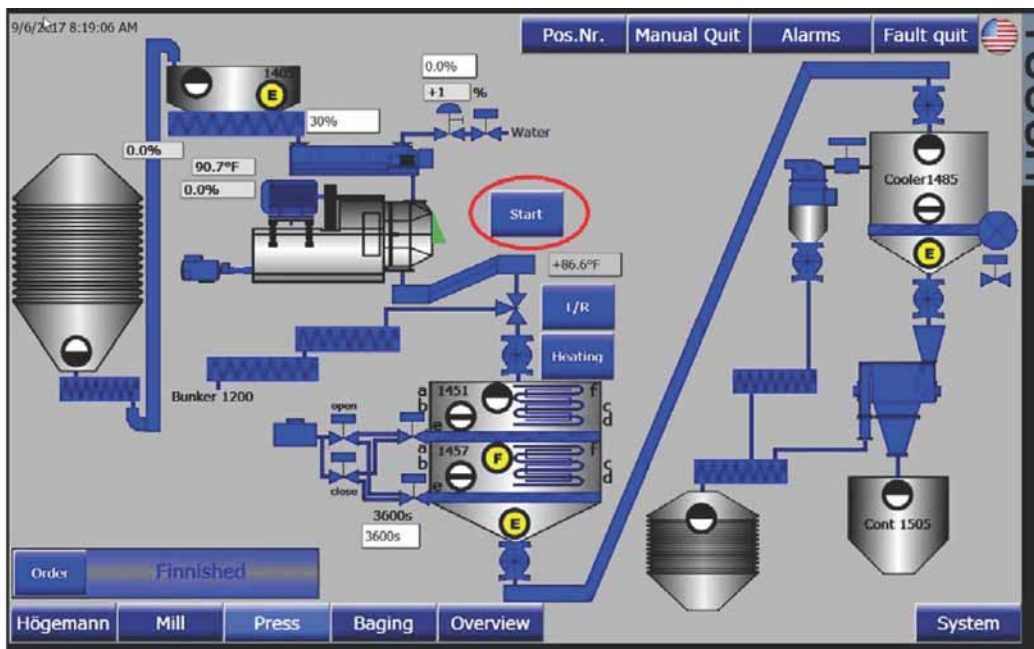 9/6/2017 8:19:06 AM
Pos.Nr.
Manual Quit
Alarms
Fault quit
1405
E
0.0%
+1 %
30%
Water
0.0%
90.7°F
0.0%
Start
Cooler1485
E
+86.6°F
I/R
Heating
Bunker 1200
open
close
a 1451 f
b
c
e d
a 1457 F f
b
c
e d
3600s
3600s
E
Cont 1505
Order
Finnished
Högemann
Mill
Press
Baging
Overview
System